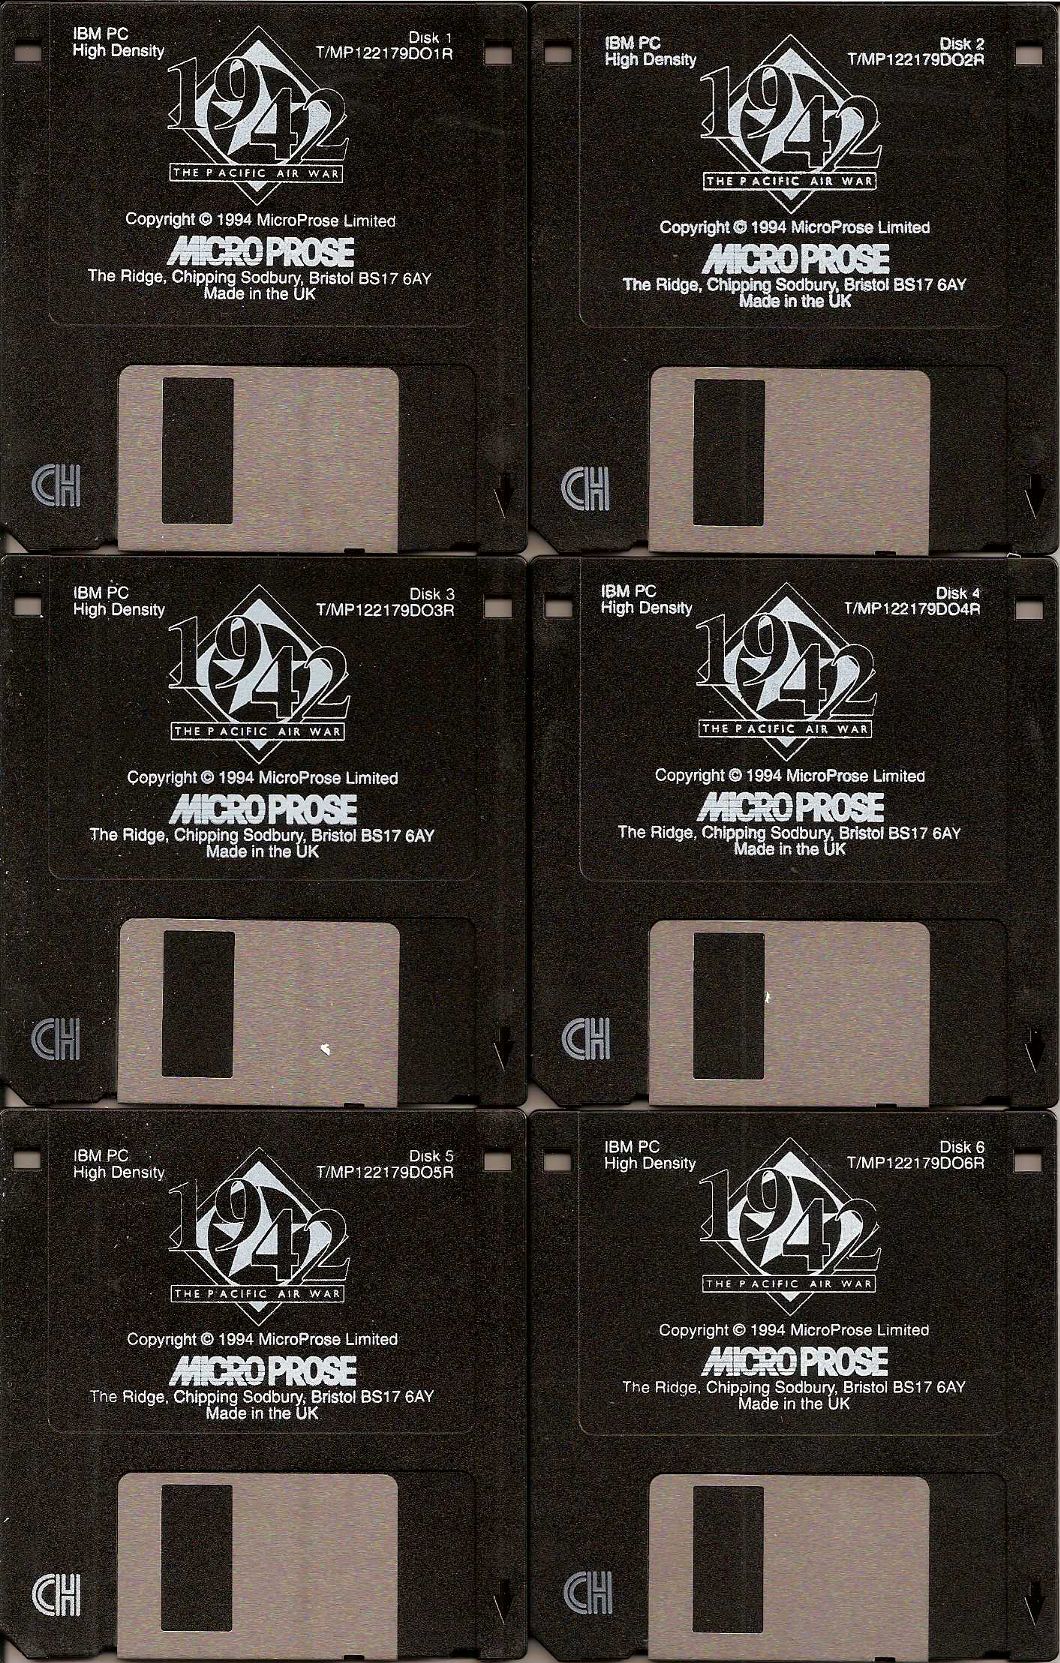 IBM PC
High Density
Disk 1
T/MP122179DO1R
1942
THE PACIFIC AIR WAR
Copyright © 1994 MicroProse Limited
MICROPROSE
The Ridge, Chipping Sodbury, Bristol BS17 6AY
Made in the UK
CH
IBM PC
High Density
Disk 2
T/MP122179DO2R
1942
THE PACIFIC AIR WAR
Copyright © 1994 MicroProse Limited
MICROPROSE
The Ridge, Chipping Sodbury, Bristol BS17 6AY
Made in the UK
CH
IBM PC
High Density
Disk 3
T/MP122179DO3R
1942
THE PACIFIC AIR WAR
Copyright © 1994 MicroProse Limited
MICROPROSE
The Ridge, Chipping Sodbury, Bristol BS17 6AY
Made in the UK
CH
IBM PC
High Density
Disk 4
T/MP122179DO4R
1942
THE PACIFIC AIR WAR
Copyright © 1994 MicroProse Limited
MICROPROSE
The Ridge, Chipping Sodbury, Bristol BS17 6AY
Made in the UK
CH
IBM PC
High Density
Disk 5
T/MP122179DO5R
1942
THE PACIFIC AIR WAR
Copyright © 1994 MicroProse Limited
MICROPROSE
The Ridge, Chipping Sodbury, Bristol BS17 6AY
Made in the UK
CH
IBM PC
High Density
Disk 6
T/MP122179DO6R
1942
THE PACIFIC AIR WAR
Copyright © 1994 MicroProse Limited
MICROPROSE
The Ridge, Chipping Sodbury, Bristol BS17 6AY
Made in the UK
CH